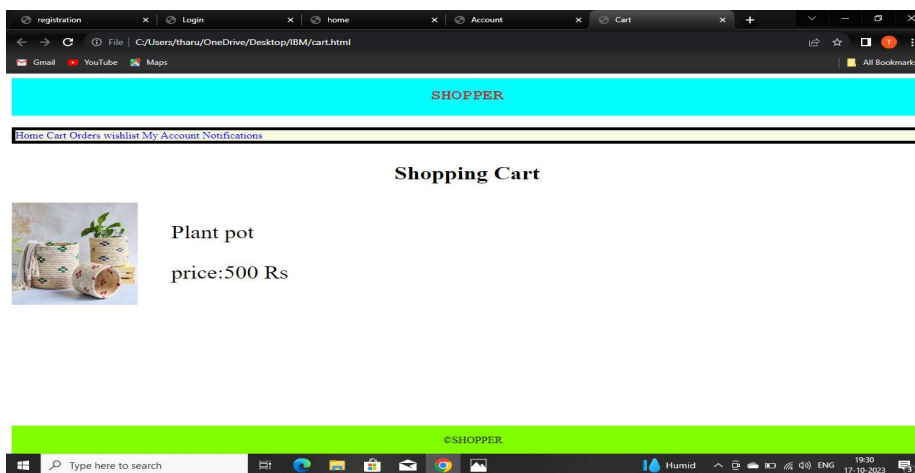 registration Login home Account Cart
File C:/Users/tharu/OneDrive/Desktop/IBM/cart.html
Gmail YouTube Maps All Bookmarks
SHOPPER
Home Cart Orders wishlist My Account Notifications
Shopping Cart
Plant pot
price:500 Rs
©SHOPPER
Type here to search Humid ENG 19:30
17-10-2023